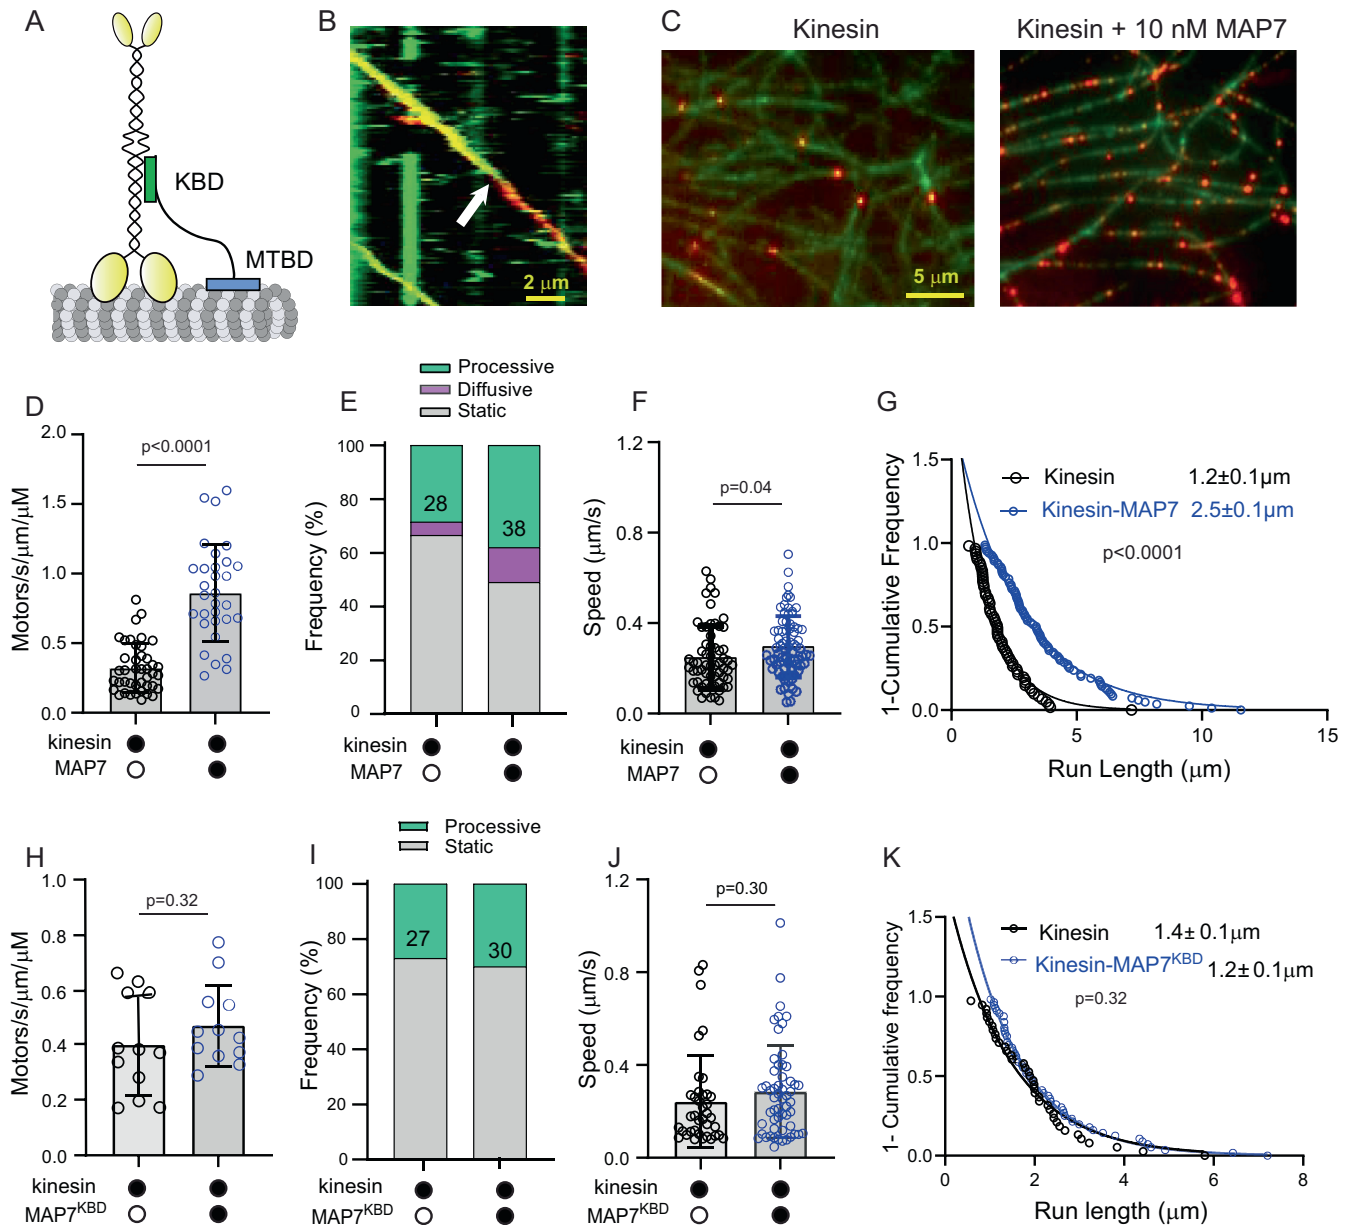 A
KBD
MTBD
B
2 μm
C
Kinesin
Kinesin + 10 nM MAP7
5 μm
D
Motors/s/μm/μM
2.0
1.5
1.0
0.5
0.0
p<0.0001
kinesin
MAP7
Processive
Diffusive
Static
E
Frequency (%)
100
80
60
40
20
0
28
38
kinesin
MAP7
F
Speed (μm/s)
1.2
0.8
0.4
0.0
p=0.04
kinesin
MAP7
G
1-Cumulative Frequency
1.5
1.0
0.5
0.0
Kinesin 1.2±0.1μm
Kinesin-MAP7 2.5±0.1μm
p<0.0001
0 5 10 15
Run Length (μm)
H
Motors/s/μm/μM
1.0
0.8
0.6
0.4
0.2
0.0
p=0.32
kinesin
MAP7KBD
Processive
Static
I
Frequency (%)
100
80
60
40
20
0
27
30
kinesin
MAP7KBD
J
Speed (μm/s)
1.2
0.8
0.4
0.0
p=0.30
kinesin
MAP7KBD
K
1- Cumulative frequency
1.5
1.0
0.5
0.0
Kinesin 1.4± 0.1μm
Kinesin-MAP7KBD 1.2± 0.1μm
p=0.32
0 2 4 6 8
Run length (μm)